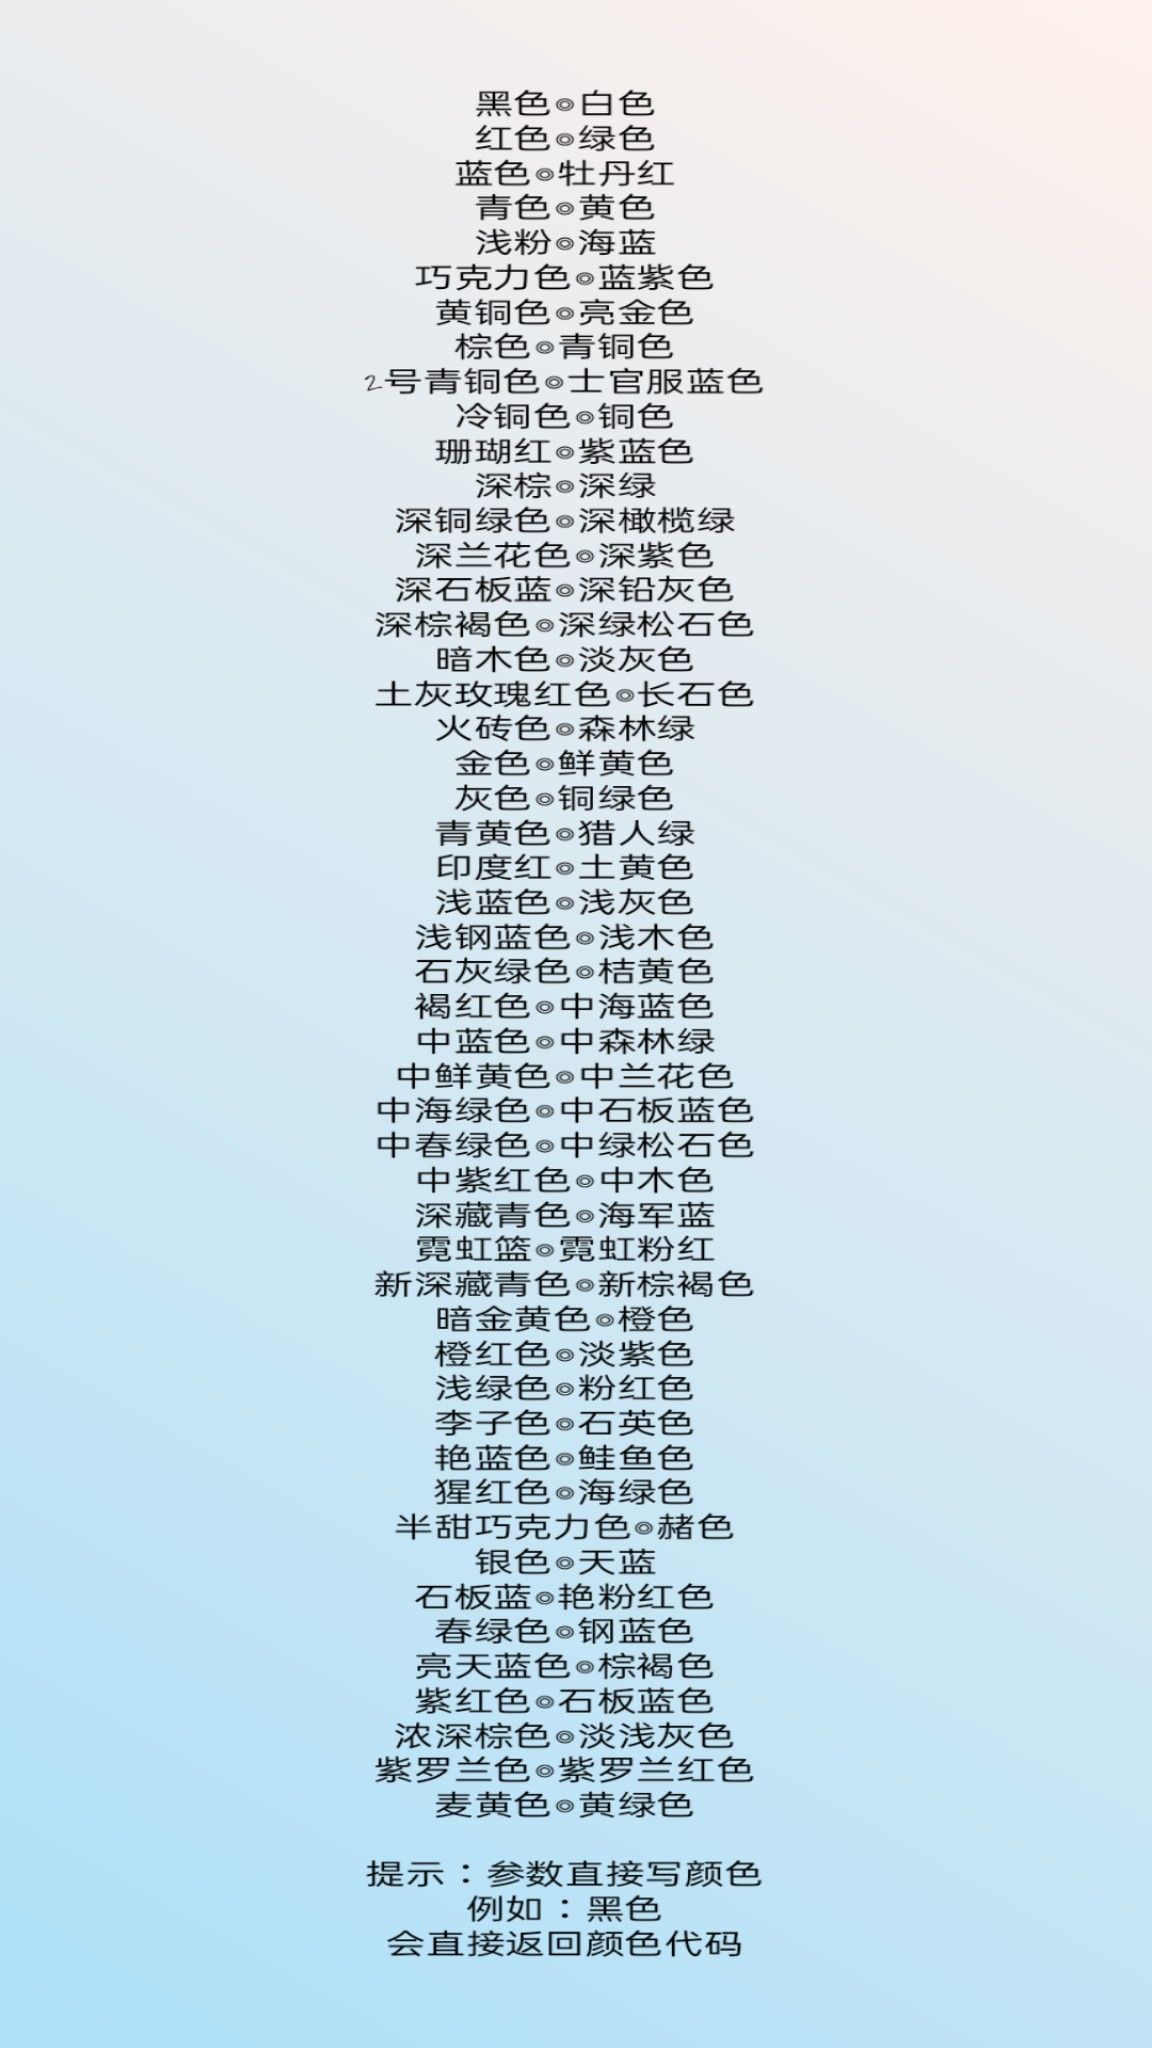 黑色◎白色
红色◎绿色
蓝色◎牡丹红
青色◎黄色
浅粉◎海蓝
巧克力色◎蓝紫色
黄铜色◎亮金色
棕色◎青铜色
2号青铜色◎士官服蓝色
冷铜色◎铜色
珊瑚红◎紫蓝色
深棕◎深绿
深铜绿色◎深橄榄绿
深兰花色◎深紫色
深石板蓝◎深铅灰色
深棕褐色◎深绿松石色
暗木色◎淡灰色
土灰玫瑰红色◎长石色
火砖色◎森林绿
金色◎鲜黄色
灰色◎铜绿色
青黄色◎猎人绿
印度红◎土黄色
浅蓝色◎浅灰色
浅钢蓝色◎浅木色
石灰绿色◎桔黄色
褐红色◎中海蓝色
中蓝色◎中森林绿
中鲜黄色◎中兰花色
中海绿色◎中石板蓝色
中春绿色◎中绿松石色
中紫红色◎中木色
深藏青色◎海军蓝
霓虹篮◎霓虹粉红
新深藏青色◎新棕褐色
暗金黄色◎橙色
橙红色◎淡紫色
浅绿色◎粉红色
李子色◎石英色
艳蓝色◎鲑鱼色
猩红色◎海绿色
半甜巧克力色◎赭色
银色◎天蓝
石板蓝◎艳粉红色
春绿色◎钢蓝色
亮天蓝色◎棕褐色
紫红色◎石板蓝色
浓深棕色◎淡浅灰色
紫罗兰色◎紫罗兰红色
麦黄色◎黄绿色
提示：参数直接写颜色
例如：黑色
会直接返回颜色代码